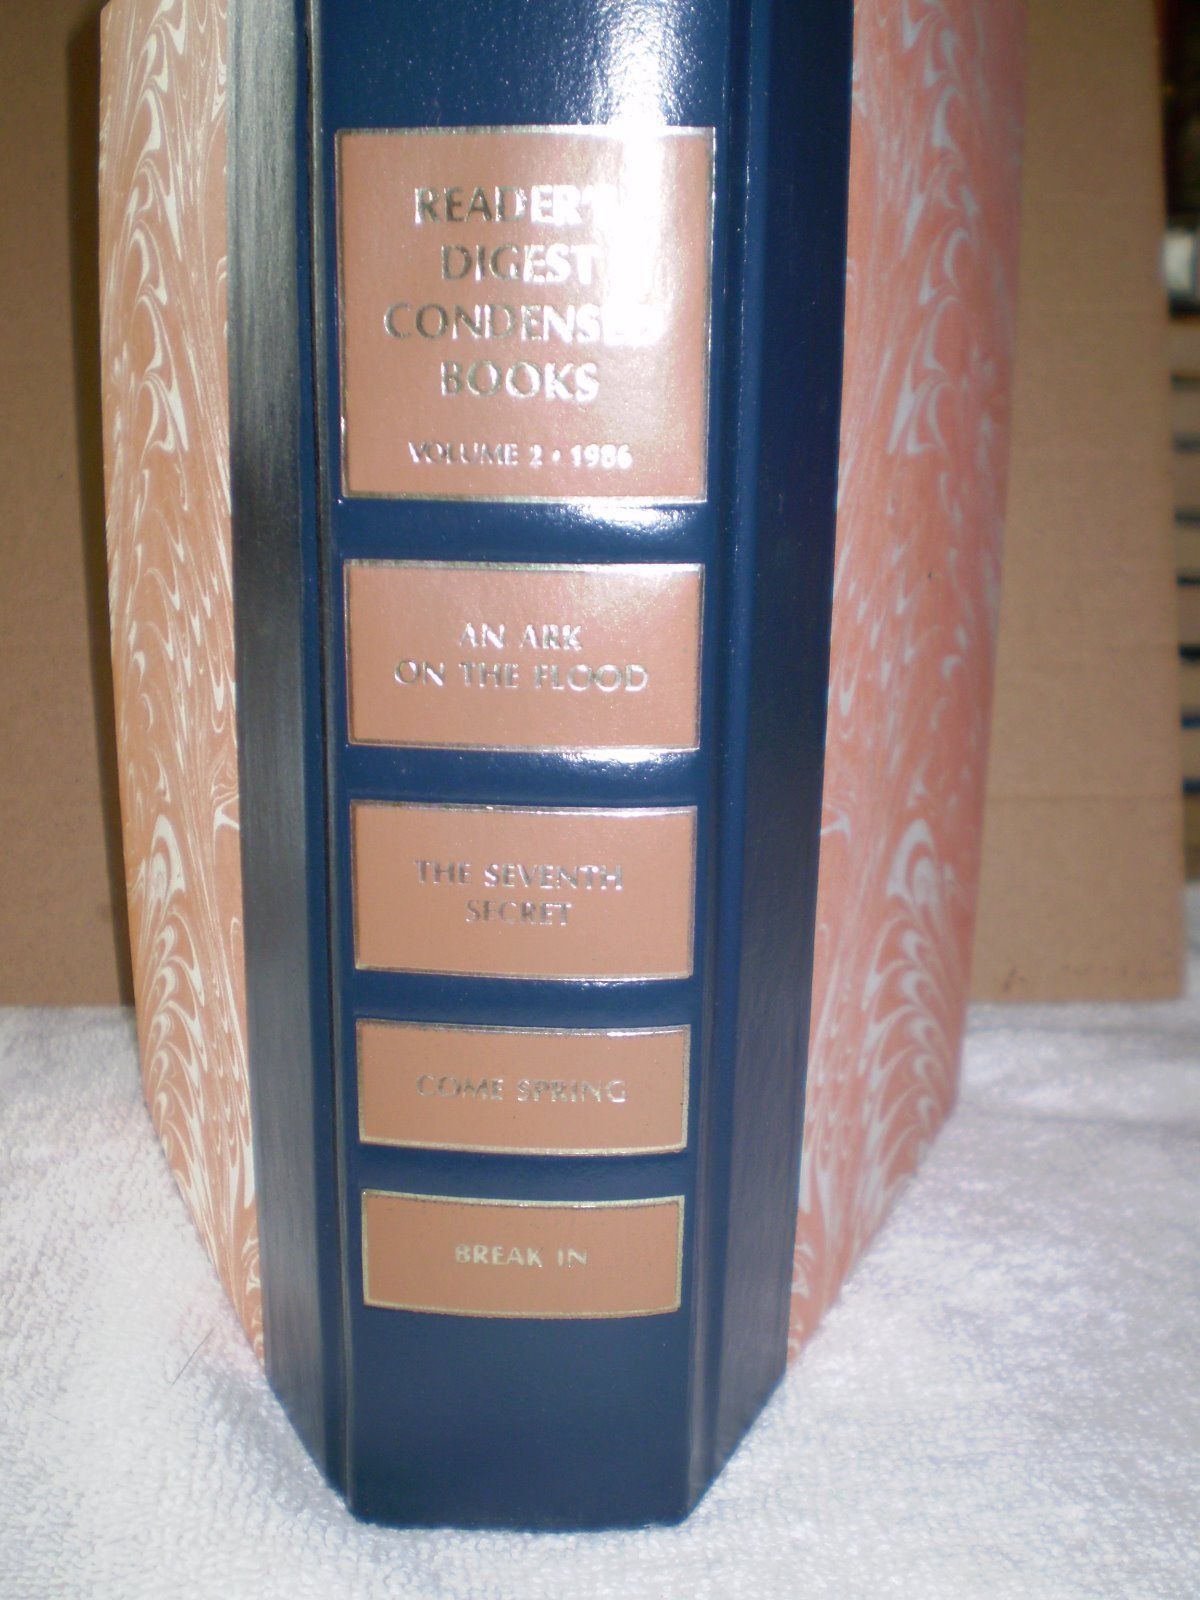 READER'S
DIGEST
CONDENSED
BOOKS
VOLUME 2 • 1986
AN ARK
ON THE FLOOD
THE SEVENTH
SECRET
COME SPRING
BREAK IN